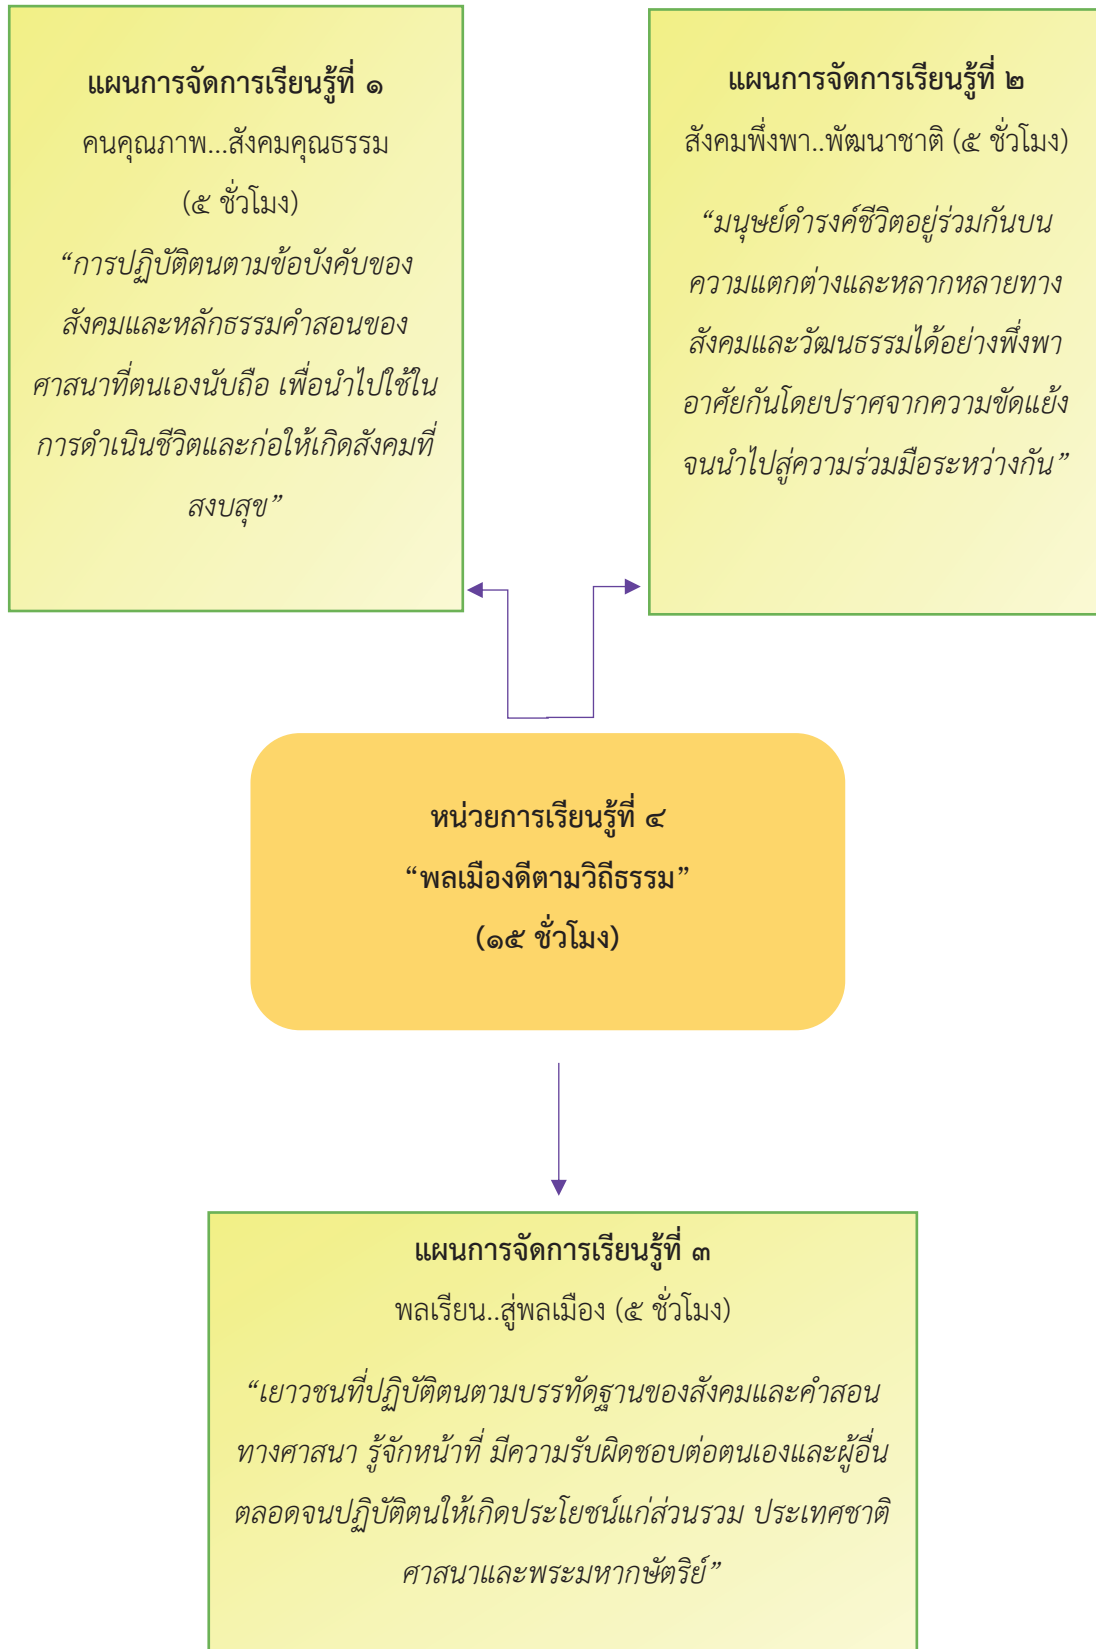 แผนการจัดการเรียนรู้ที่ ๑
คนคุณภาพ...สังคมคุณธรรม
(๕ ชั่วโมง)
“การปฏิบัติตนตามข้อบังคับของ
สังคมและหลักธรรมคำสอนของ
ศาสนาที่ตนเองนับถือ เพื่อนำไปใช้ใน
การดำเนินชีวิตและก่อให้เกิดสังคมที่
สงบสุข”
แผนการจัดการเรียนรู้ที่ ๒
สังคมพึ่งพา..พัฒนาชาติ (๕ ชั่วโมง)
“มนุษย์ดำรงค์ชีวิตอยู่ร่วมกันบน
ความแตกต่างและหลากหลายทาง
สังคมและวัฒนธรรมได้อย่างพึ่งพา
อาศัยกันโดยปราศจากความขัดแย้ง
จนนำไปสู่ความร่วมมือระหว่างกัน”
หน่วยการเรียนรู้ที่ ๔
“พลเมืองดีตามวิถีธรรม”
(๑๕ ชั่วโมง)
แผนการจัดการเรียนรู้ที่ ๓
พลเรียน..สู่พลเมือง (๕ ชั่วโมง)
“เยาวชนที่ปฏิบัติตนตามบรรทัดฐานของสังคมและคำสอน
ทางศาสนา รู้จักหน้าที่ มีความรับผิดชอบต่อตนเองและผู้อื่น
ตลอดจนปฏิบัติตนให้เกิดประโยชน์แก่ส่วนรวม ประเทศชาติ
ศาสนาและพระมหากษัตริย์”